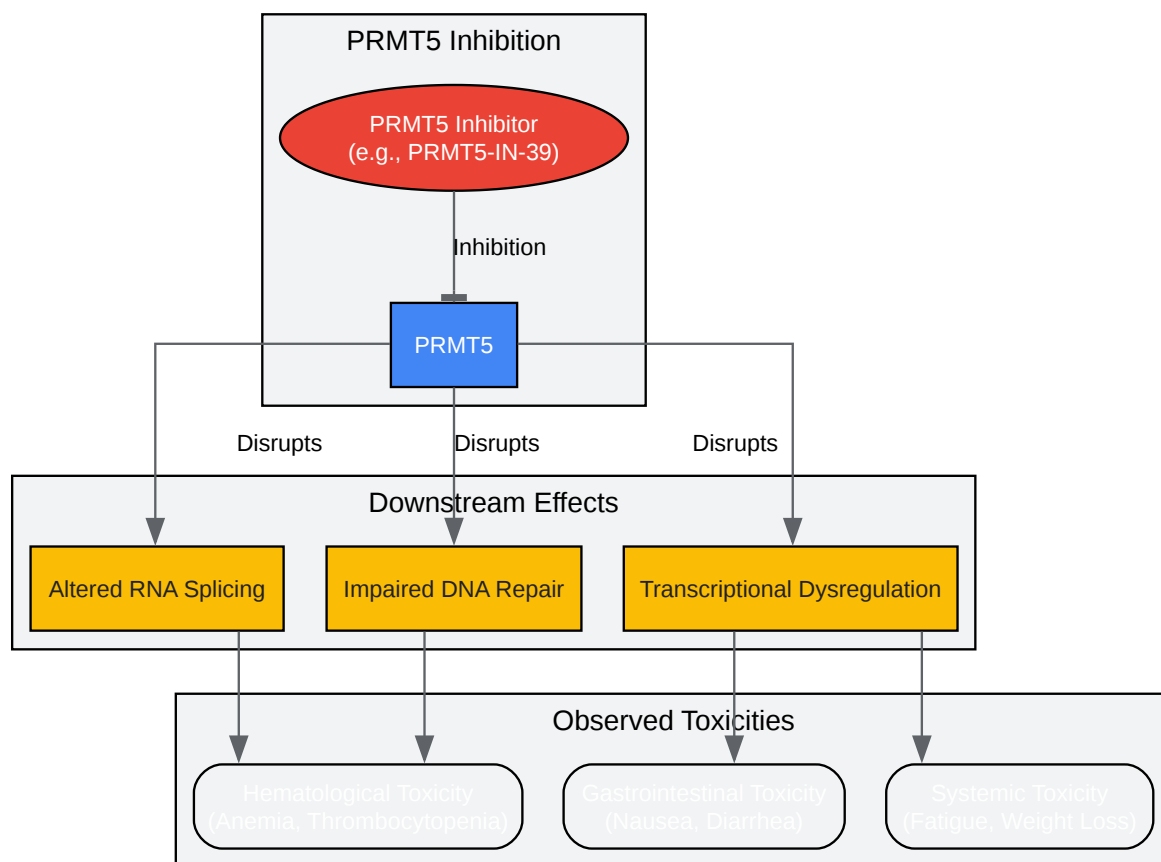 PRMT5 Inhibition
PRMT5 Inhibitor
(e.g., PRMT5-IN-39)
Inhibition
PRMT5
Disrupts
Disrupts
Disrupts
Downstream Effects
Altered RNA Splicing
Impaired DNA Repair
Transcriptional Dysregulation
Observed Toxicities
Hematological Toxicity
(Anemia, Thrombocytopenia)
Gastrointestinal Toxicity
(Nausea, Diarrhea)
Systemic Toxicity
(Fatigue, Weight Loss)